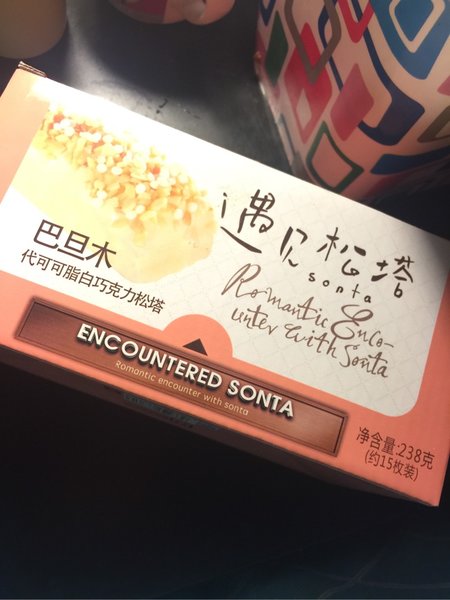 遇见松塔
sonta
Romantic Enco-
unter with Sonta
巴旦木
代可可脂白巧克力松塔
ENCOUNTERED SONTA
Romantic encounter with sonta
净含量:238克
(约15枚装)